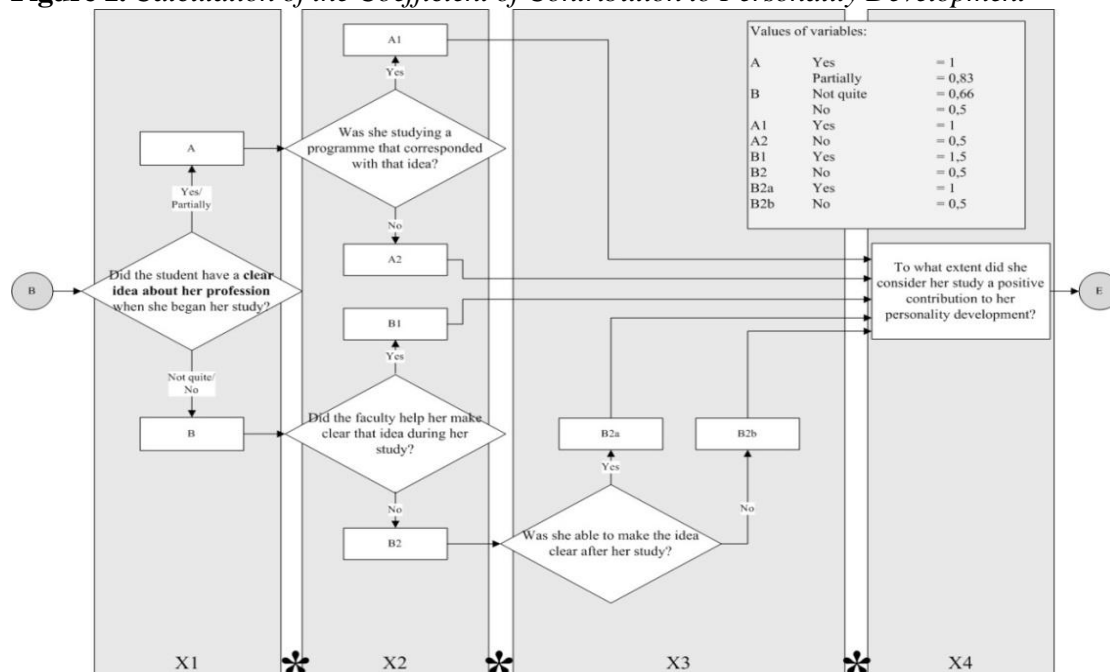 Figure 2. Calculation of the Coefficient of Contribution to Personality Development
A1
Yes
Was she studying a
programme that corresponded
with that idea?
A
Yes/
Partially
No
A2
B
Did the student have a clear
idea about her profession
when she began her study?
B1
Yes
Not quite/
No
B
Did the faculty help her make
clear that idea during her
study?
No
B2
B2a
B2b
Yes
No
Was she able to make the idea
clear after her study?
Values of variables:
A Yes = 1
Partially = 0,83
B Not quite = 0,66
No = 0,5
A1 Yes = 1
A2 No = 0,5
B1 Yes = 1,5
B2 No = 0,5
B2a Yes = 1
B2b No = 0,5
To what extent did she
consider her study a positive
contribution to her
personality development?
E
X1 * X2 * X3 * X4